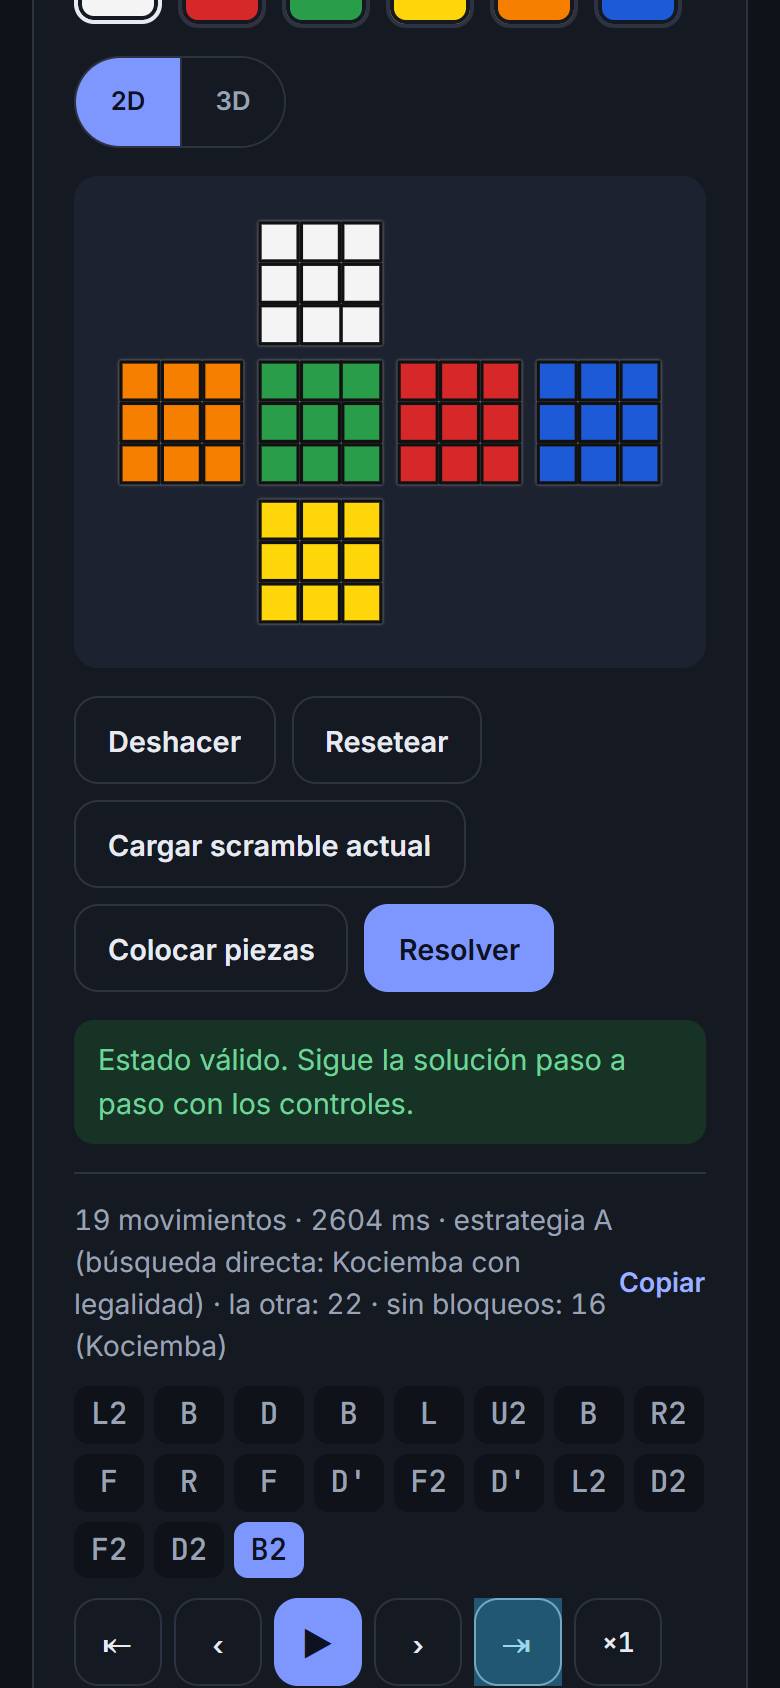 2D 3D
Deshacer Resetear
Cargar scramble actual
Colocar piezas Resolver
Estado válido. Sigue la solución paso a
paso con los controles.
19 movimientos · 2604 ms · estrategia A
(búsqueda directa: Kociemba con
legalidad) · la otra: 22 · sin bloqueos: 16
(Kociemba)
Copiar
L2 B D B L U2 B R2
F R F D' F2 D' L2 D2
F2 D2 B2
×1